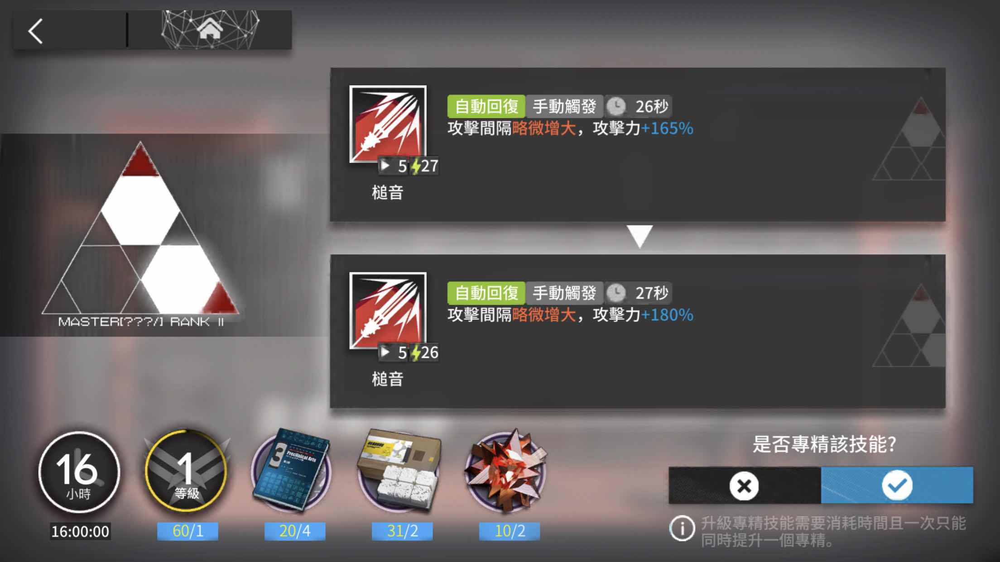 自動回復 手動觸發 26秒
攻擊間隔略微增大，攻擊力+165%
5 27
槌音
自動回復 手動觸發 27秒
攻擊間隔略微增大，攻擊力+180%
5 26
槌音
MASTER[???/] RANK II
16
小時
16:00:00
1
等級
60/1
3
Preclinical Arts
20/4
31/2
10/2
是否專精該技能?
升級專精技能需要消耗時間且一次只能
同時提升一個專精。